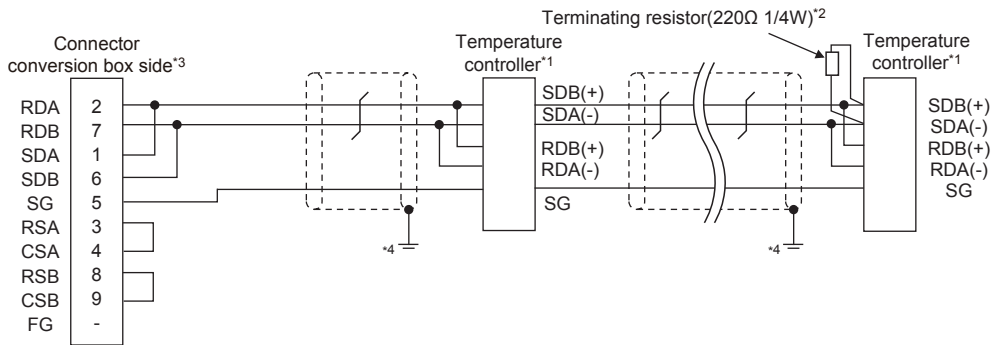 Terminating resistor(220Ω 1/4W)*2
Connector
conversion box side*3
Temperature
controller*1
Temperature
controller*1
RDA 2
RDB 7
SDA 1
SDB 6
SG 5
RSA 3
CSA 4
RSB 8
CSB 9
FG -
SDB(+)
SDA(-)
RDB(+)
RDA(-)
SG
SDB(+)
SDA(-)
RDB(+)
RDA(-)
SG
*4
*4